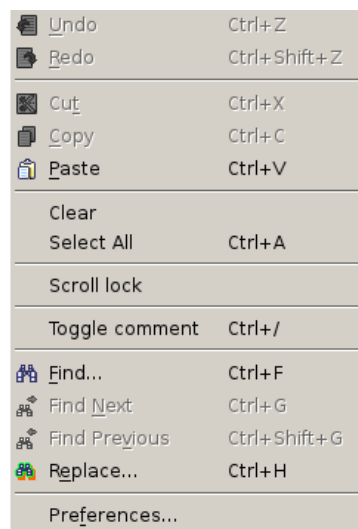 Undo Ctrl+Z
Redo Ctrl+Shift+Z
Cut Ctrl+X
Copy Ctrl+C
Paste Ctrl+V
Clear
Select All Ctrl+A
Scroll lock
Toggle comment Ctrl+/
Find... Ctrl+F
Find Next Ctrl+G
Find Previous Ctrl+Shift+G
Replace... Ctrl+H
Preferences...